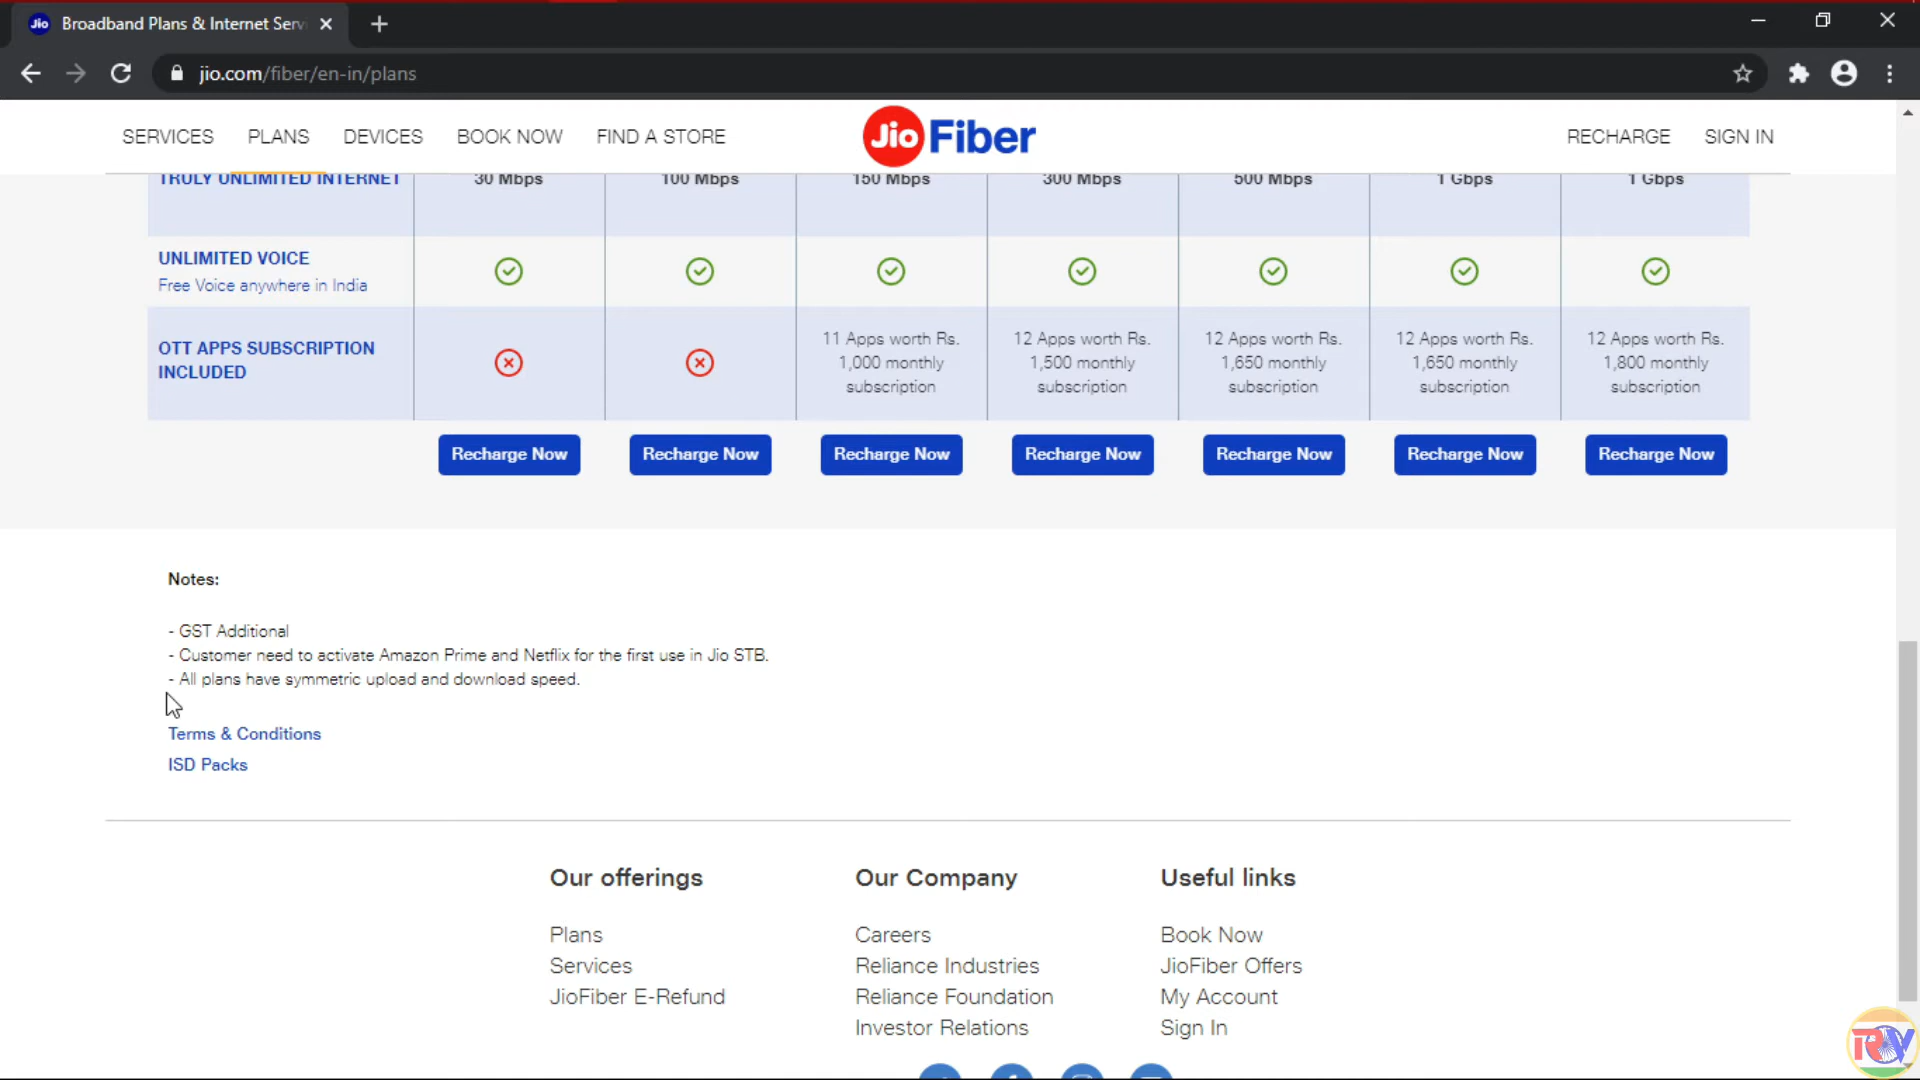 Jio Broadband Plans & Internet Serv
jio.com/fiber/en-in/plans
SERVICES PLANS DEVICES BOOK NOW FIND A STORE Jio Fiber RECHARGE SIGN IN
TRULY UNLIMITED INTERNET 30 Mbps 100 Mbps 150 Mbps 300 Mbps 500 Mbps 1 Gbps 1 Gbps
UNLIMITED VOICE
Free Voice anywhere in India
OTT APPS SUBSCRIPTION
INCLUDED
11 Apps worth Rs.
1,000 monthly
subscription
12 Apps worth Rs.
1,500 monthly
subscription
12 Apps worth Rs.
1,650 monthly
subscription
12 Apps worth Rs.
1,650 monthly
subscription
12 Apps worth Rs.
1,800 monthly
subscription
Recharge Now Recharge Now Recharge Now Recharge Now Recharge Now Recharge Now Recharge Now
Notes:
- GST Additional
- Customer need to activate Amazon Prime and Netflix for the first use in Jio STB.
- All plans have symmetric upload and download speed.
Terms & Conditions
ISD Packs
Our offerings
Plans
Services
JioFiber E-Refund
Our Company
Careers
Reliance Industries
Reliance Foundation
Investor Relations
Useful links
Book Now
JioFiber Offers
My Account
Sign In
RW